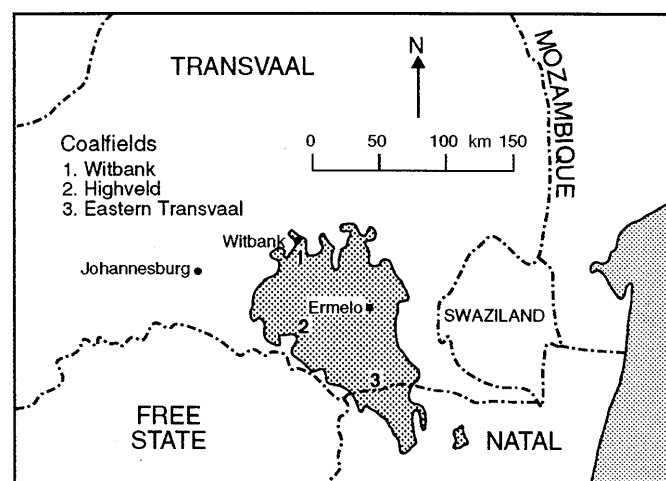 TRANSVAAL
N
MOZAMBIQUE
0 50 100 km 150
Coalfields
1. Witbank
2. Highveld
3. Eastern Transvaal
Witbank
1
Johannesburg
Ermelo
SWAZILAND
2
3
FREE
STATE
NATAL